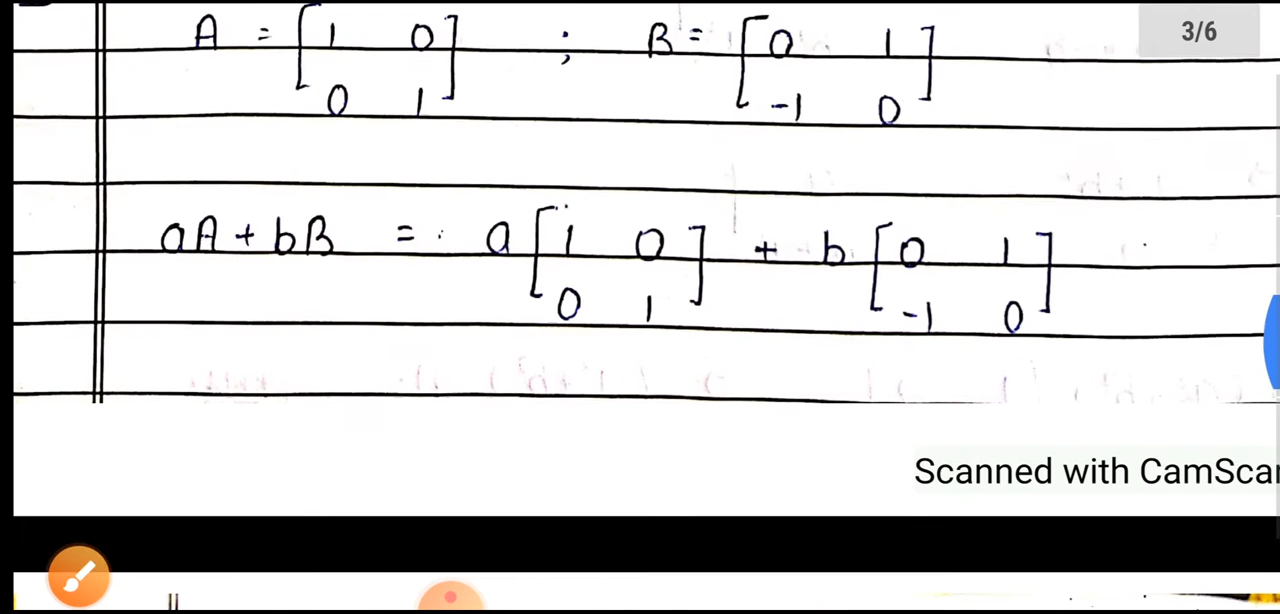 A = [ 1 0 ; B = [ 0 1 ] 3/6
0 1 ] -1 0
aA + bB = a [ 1 0 ] + b [ 0 1 ]
0 1 -1 0
Scanned with CamScan